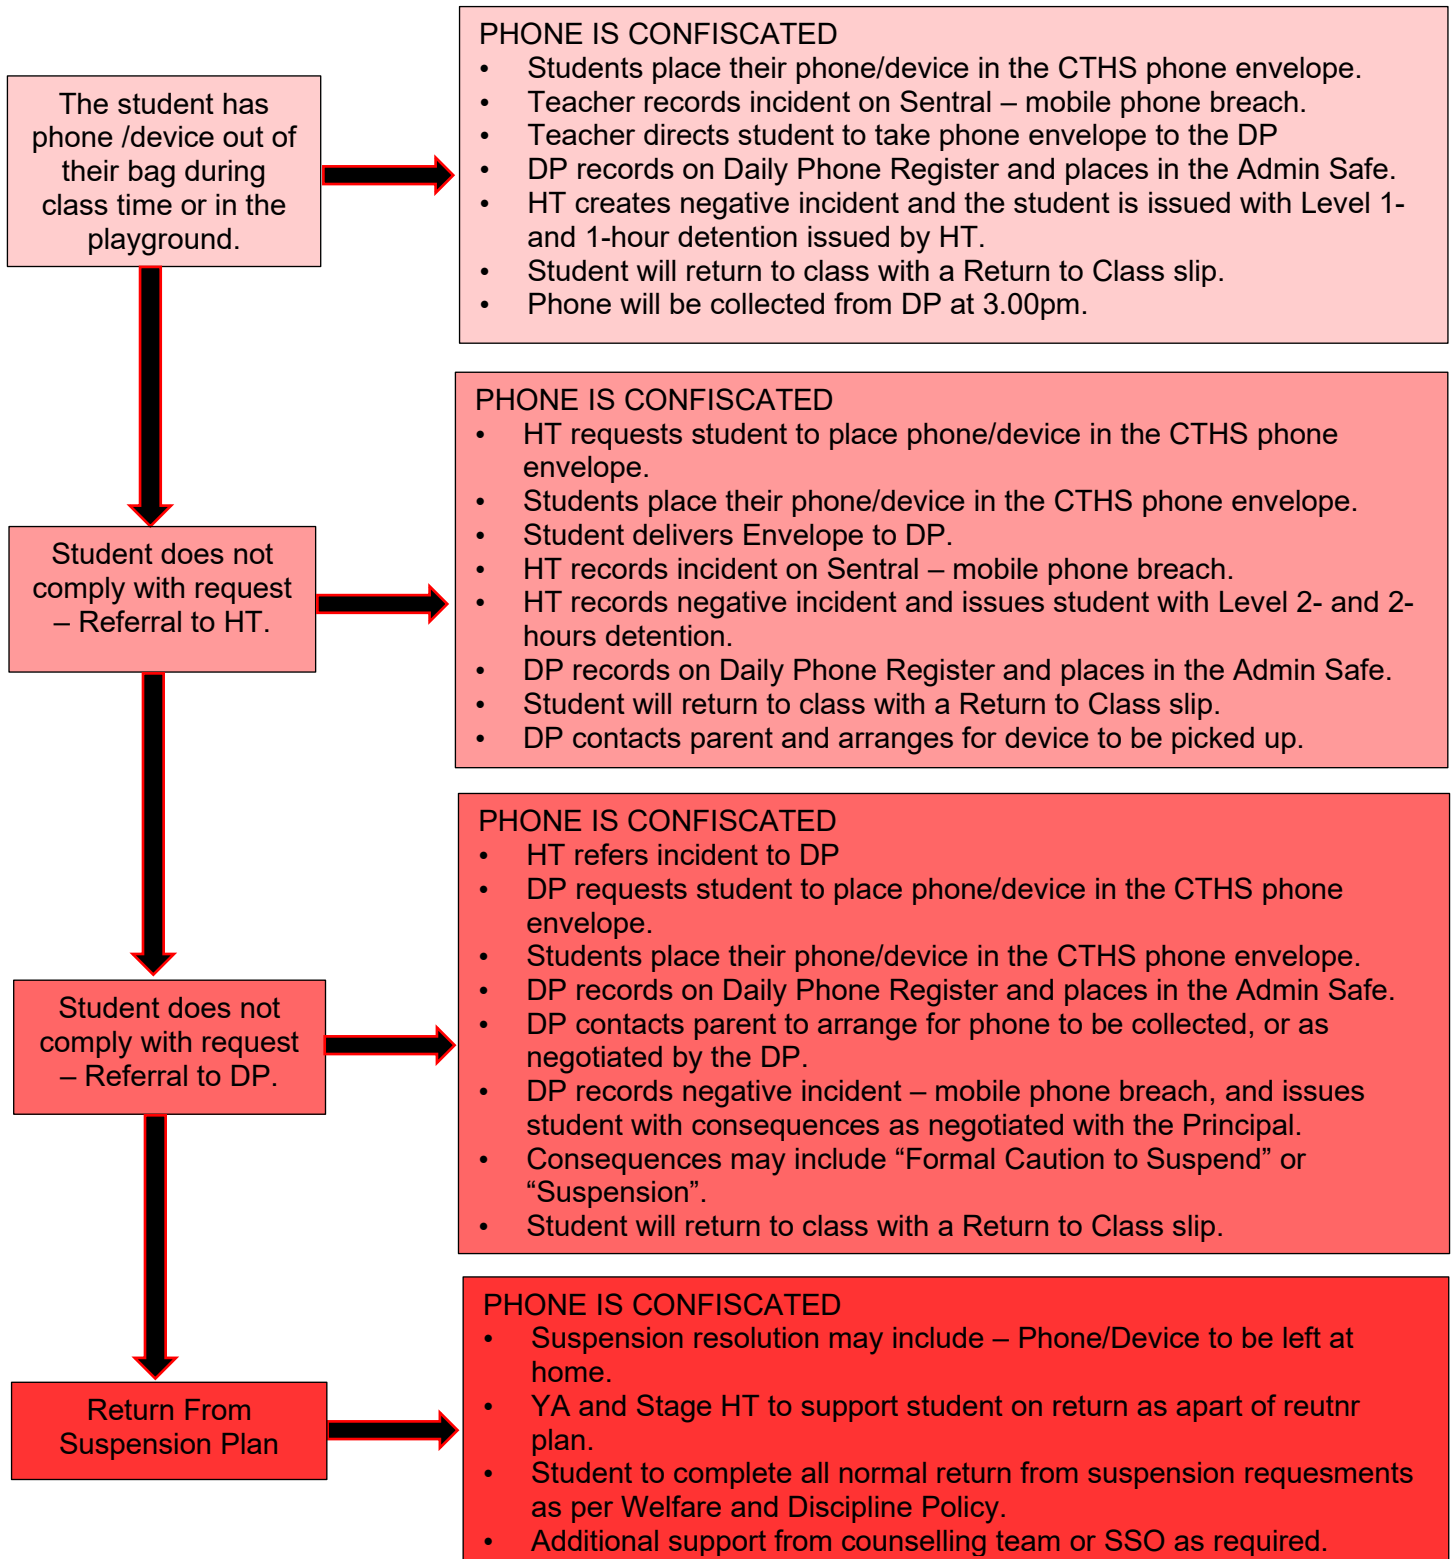 The student has
phone /device out of
their bag during
class time or in the
playground.
PHONE IS CONFISCATED
• Students place their phone/device in the CTHS phone envelope.
• Teacher records incident on Sentral – mobile phone breach.
• Teacher directs student to take phone envelope to the DP
• DP records on Daily Phone Register and places in the Admin Safe.
• HT creates negative incident and the student is issued with Level 1-
and 1-hour detention issued by HT.
• Student will return to class with a Return to Class slip.
• Phone will be collected from DP at 3.00pm.
Student does not
comply with request
– Referral to HT.
PHONE IS CONFISCATED
• HT requests student to place phone/device in the CTHS phone
envelope.
• Students place their phone/device in the CTHS phone envelope.
• Student delivers Envelope to DP.
• HT records incident on Sentral – mobile phone breach.
• HT records negative incident and issues student with Level 2- and 2-
hours detention.
• DP records on Daily Phone Register and places in the Admin Safe.
• Student will return to class with a Return to Class slip.
• DP contacts parent and arranges for device to be picked up.
Student does not
comply with request
– Referral to DP.
PHONE IS CONFISCATED
• HT refers incident to DP
• DP requests student to place phone/device in the CTHS phone
envelope.
• Students place their phone/device in the CTHS phone envelope.
• DP records on Daily Phone Register and places in the Admin Safe.
• DP contacts parent to arrange for phone to be collected, or as
negotiated by the DP.
• DP records negative incident – mobile phone breach, and issues
student with consequences as negotiated with the Principal.
• Consequences may include “Formal Caution to Suspend” or
“Suspension”.
• Student will return to class with a Return to Class slip.
Return From
Suspension Plan
PHONE IS CONFISCATED
• Suspension resolution may include – Phone/Device to be left at
home.
• YA and Stage HT to support student on return as apart of reutnr
plan.
• Student to complete all normal return from suspension requesments
as per Welfare and Discipline Policy.
• Additional support from counselling team or SSO as required.